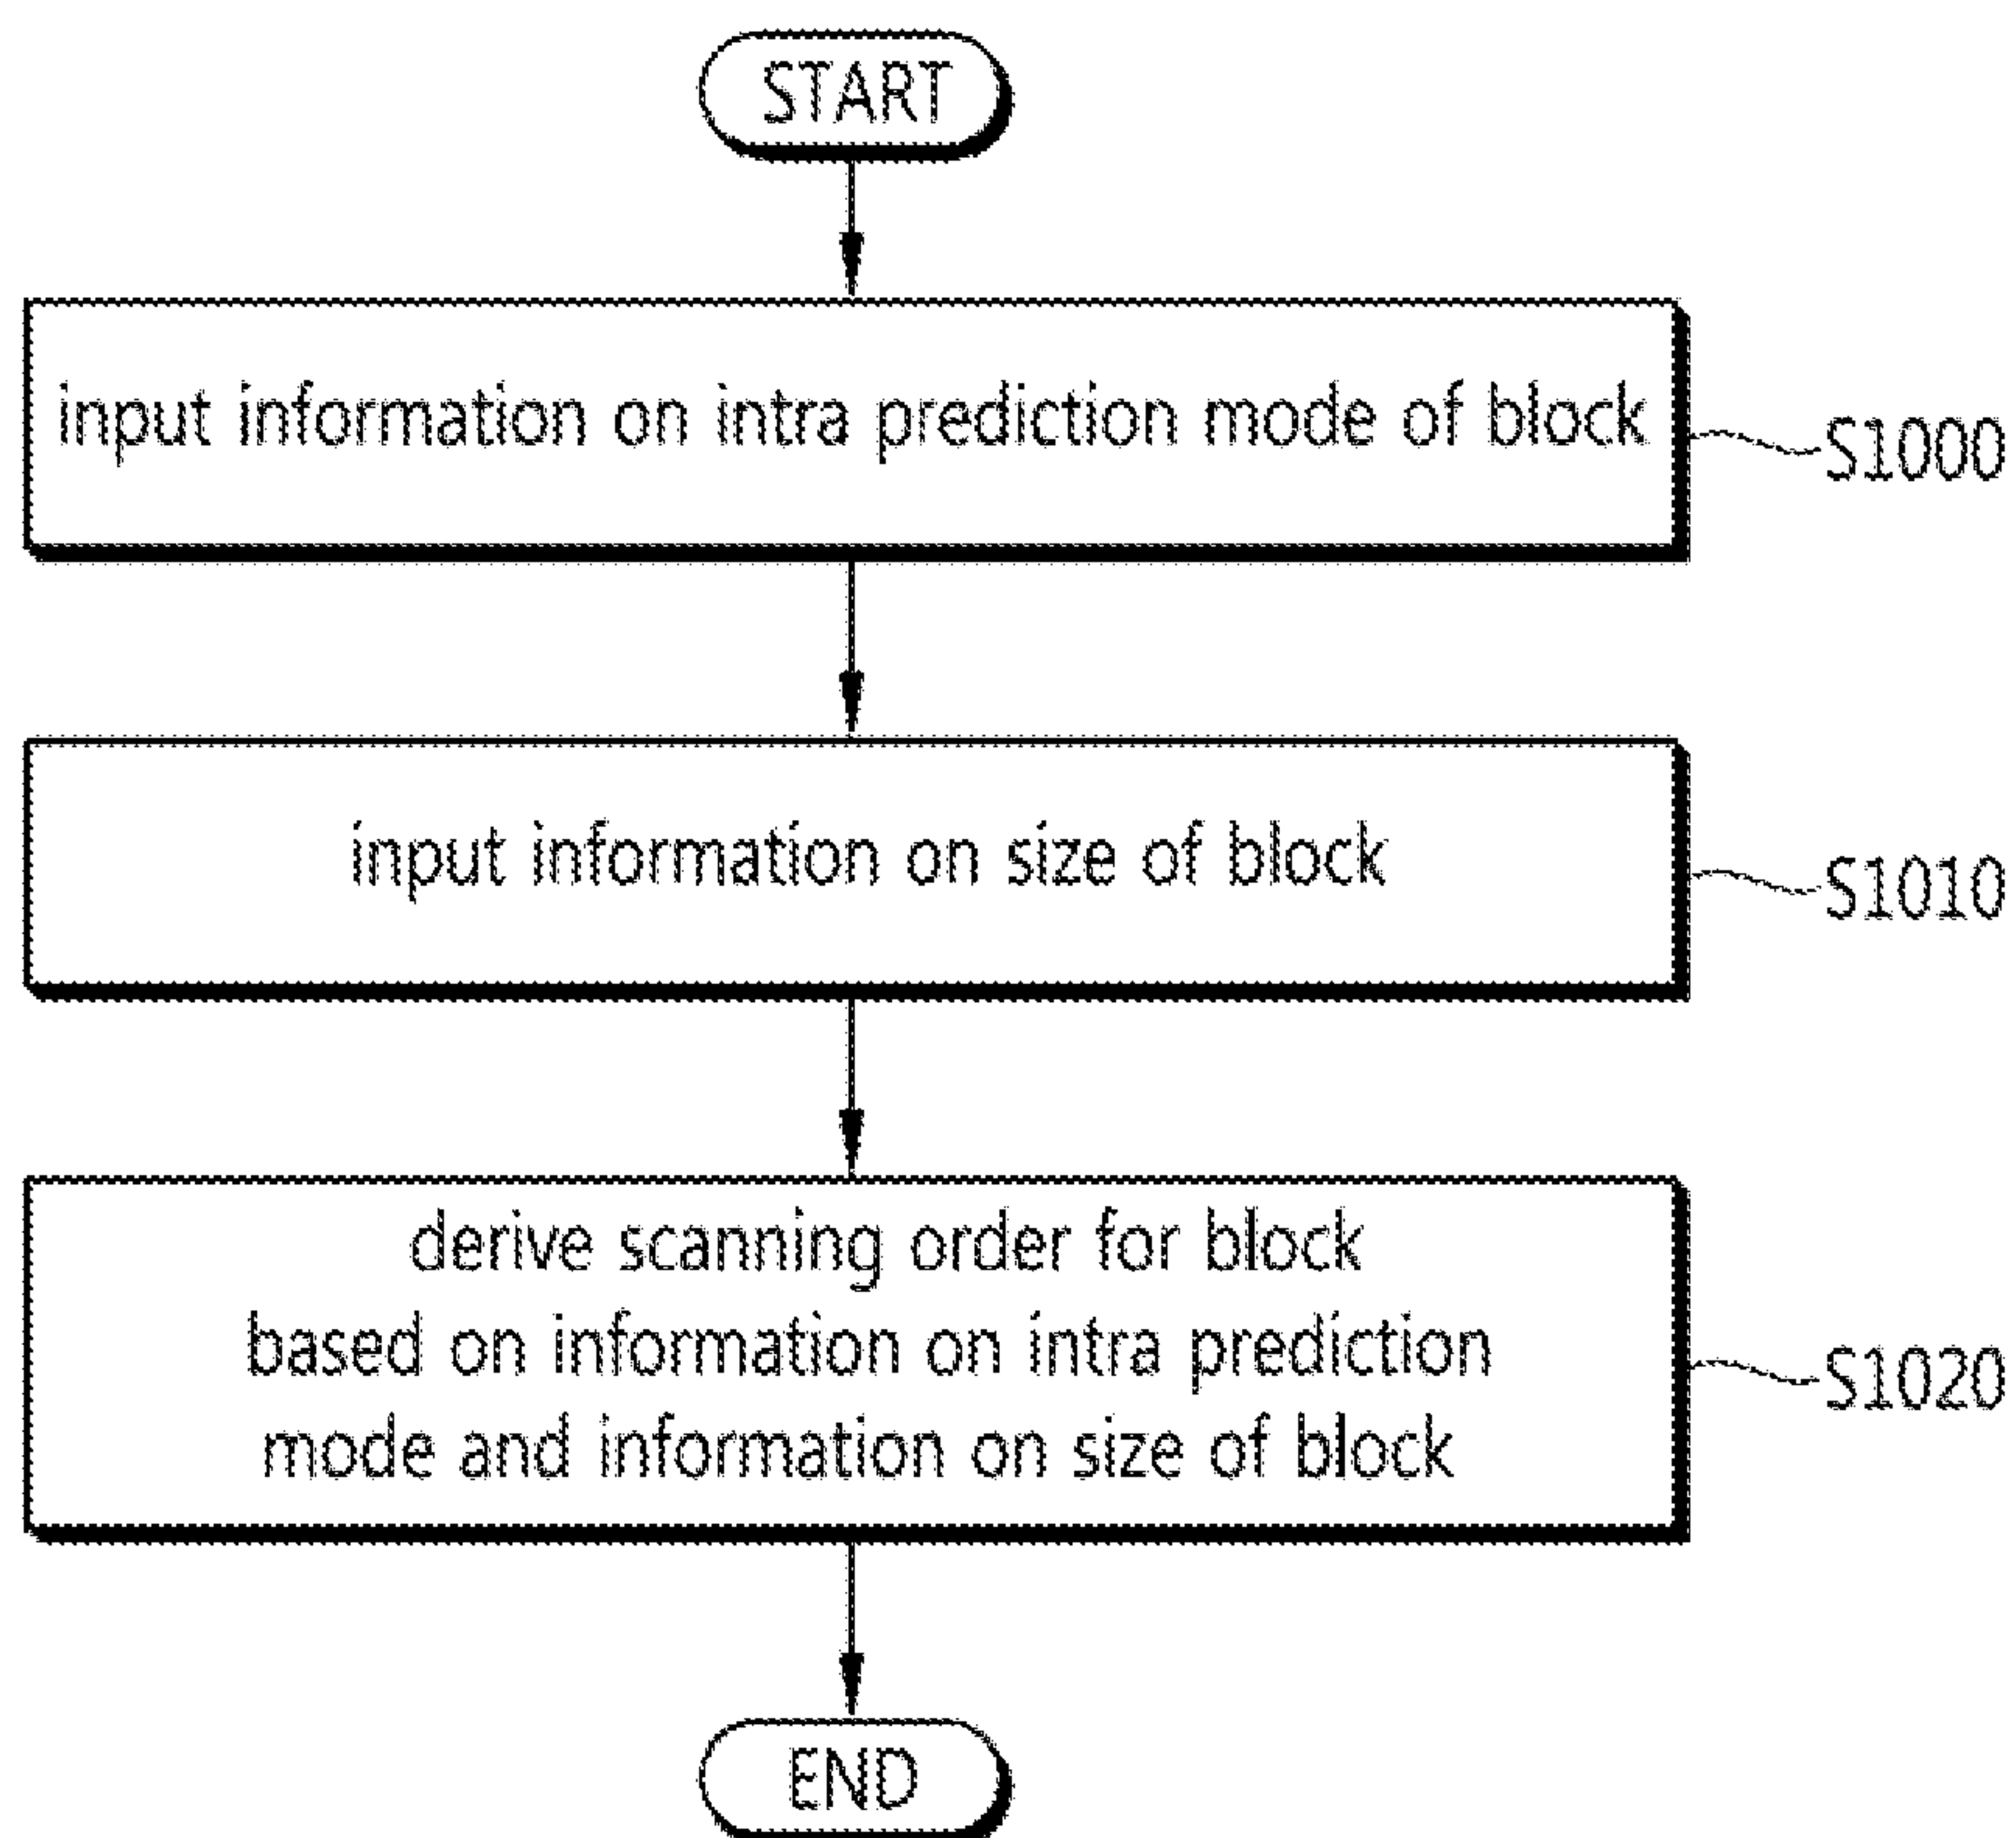 START
input information on intra prediction mode of block
S1000
input information on size of block
S1010
derive scanning order for block
based on information on intra prediction
mode and information on size of block
S1020
END